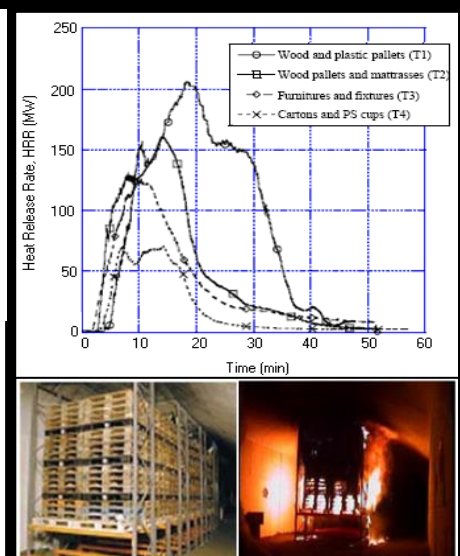 250
200
150
100
50
0
Heat Release Rate, HRR (MW)
Wood and plastic pallets (T1)
Wood pallets and mattrasses (T2)
Furnitures and fixtures (T3)
Cartons and PS cups (T4)
0 10 20 30 40 50 60
Time (min)